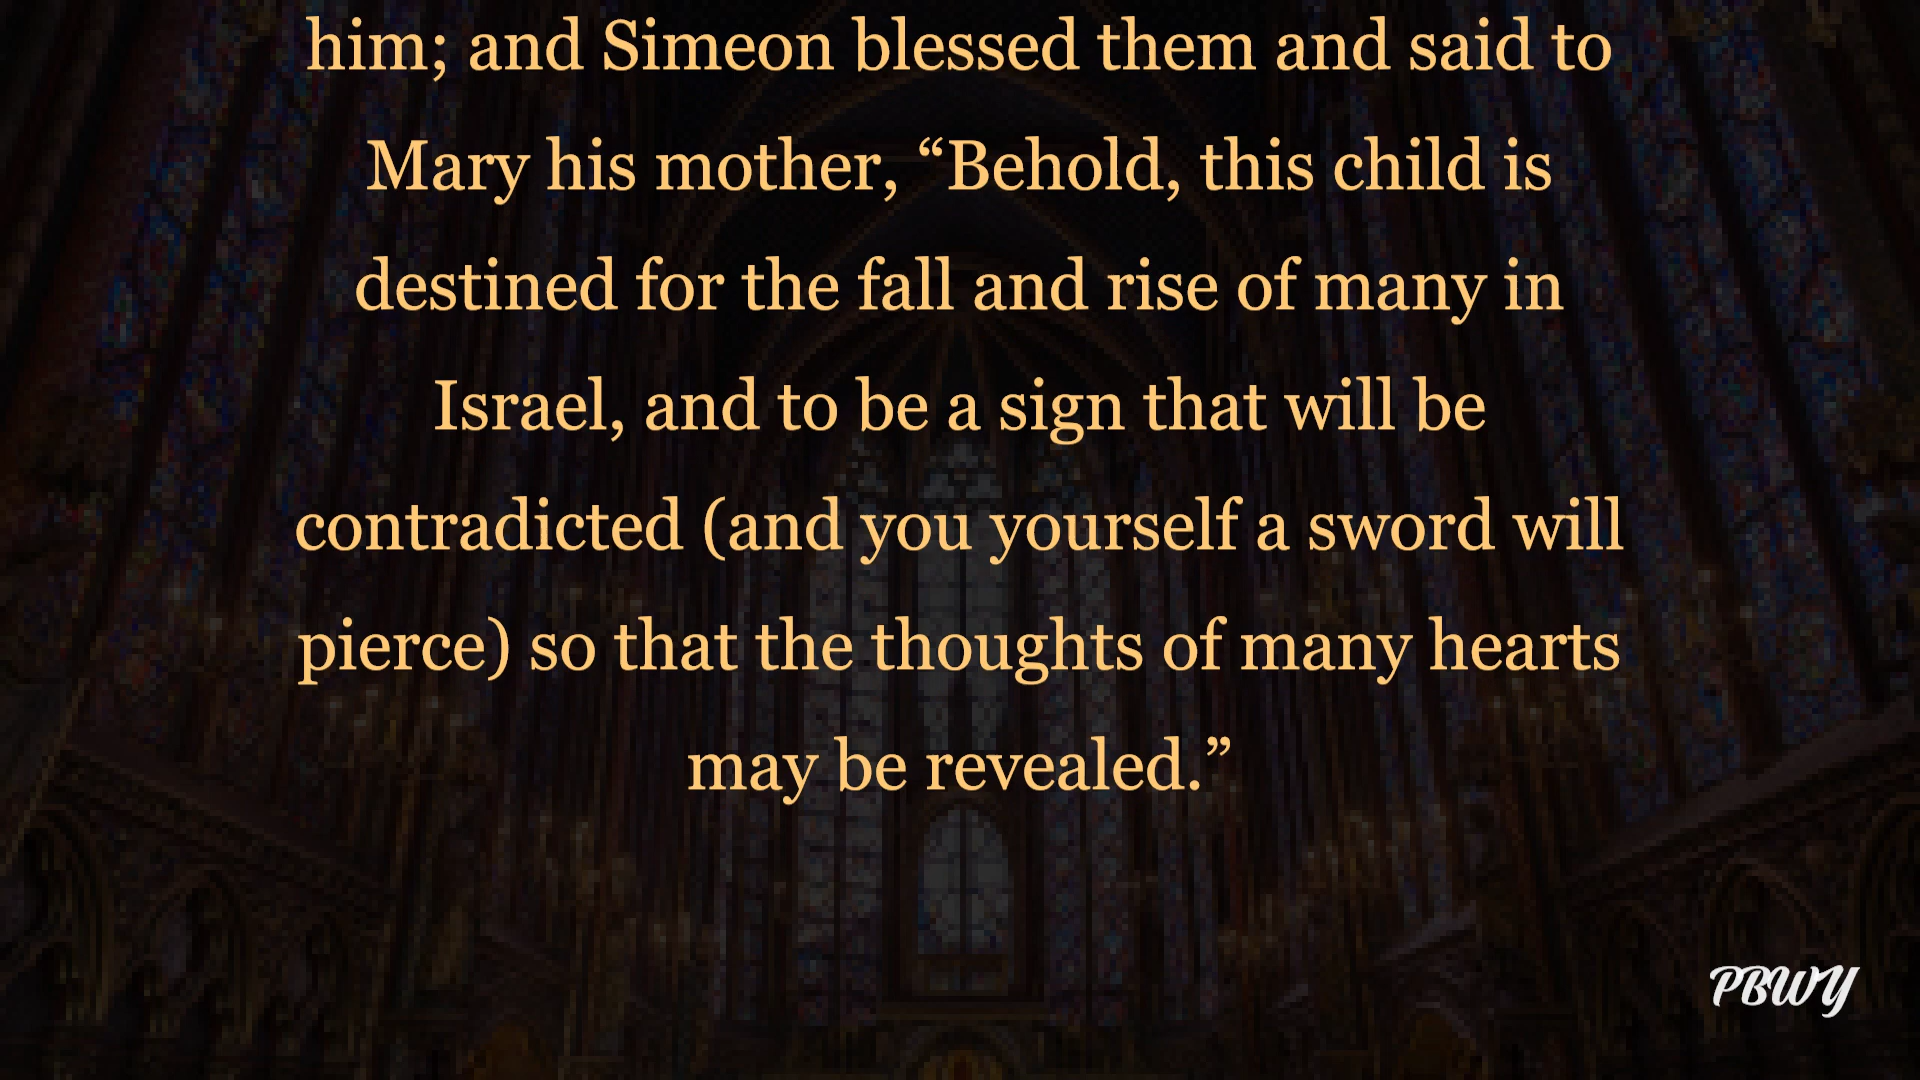 him; and Simeon blessed them and said to
Mary his mother, “Behold, this child is
destined for the fall and rise of many in
Israel, and to be a sign that will be
contradicted (and you yourself a sword will
pierce) so that the thoughts of many hearts
may be revealed.”
PBWY